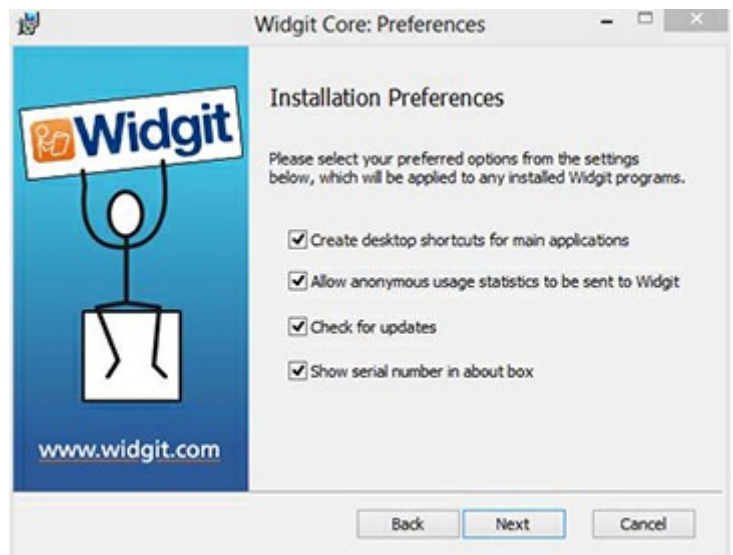 Widgit Core: Preferences
Widgit
Installation Preferences
Please select your preferred options from the settings
below, which will be applied to any installed Widgit programs.
Create desktop shortcuts for main applications
Allow anonymous usage statistics to be sent to Widgit
Check for updates
Show serial number in about box
www.widgit.com
Back Next Cancel